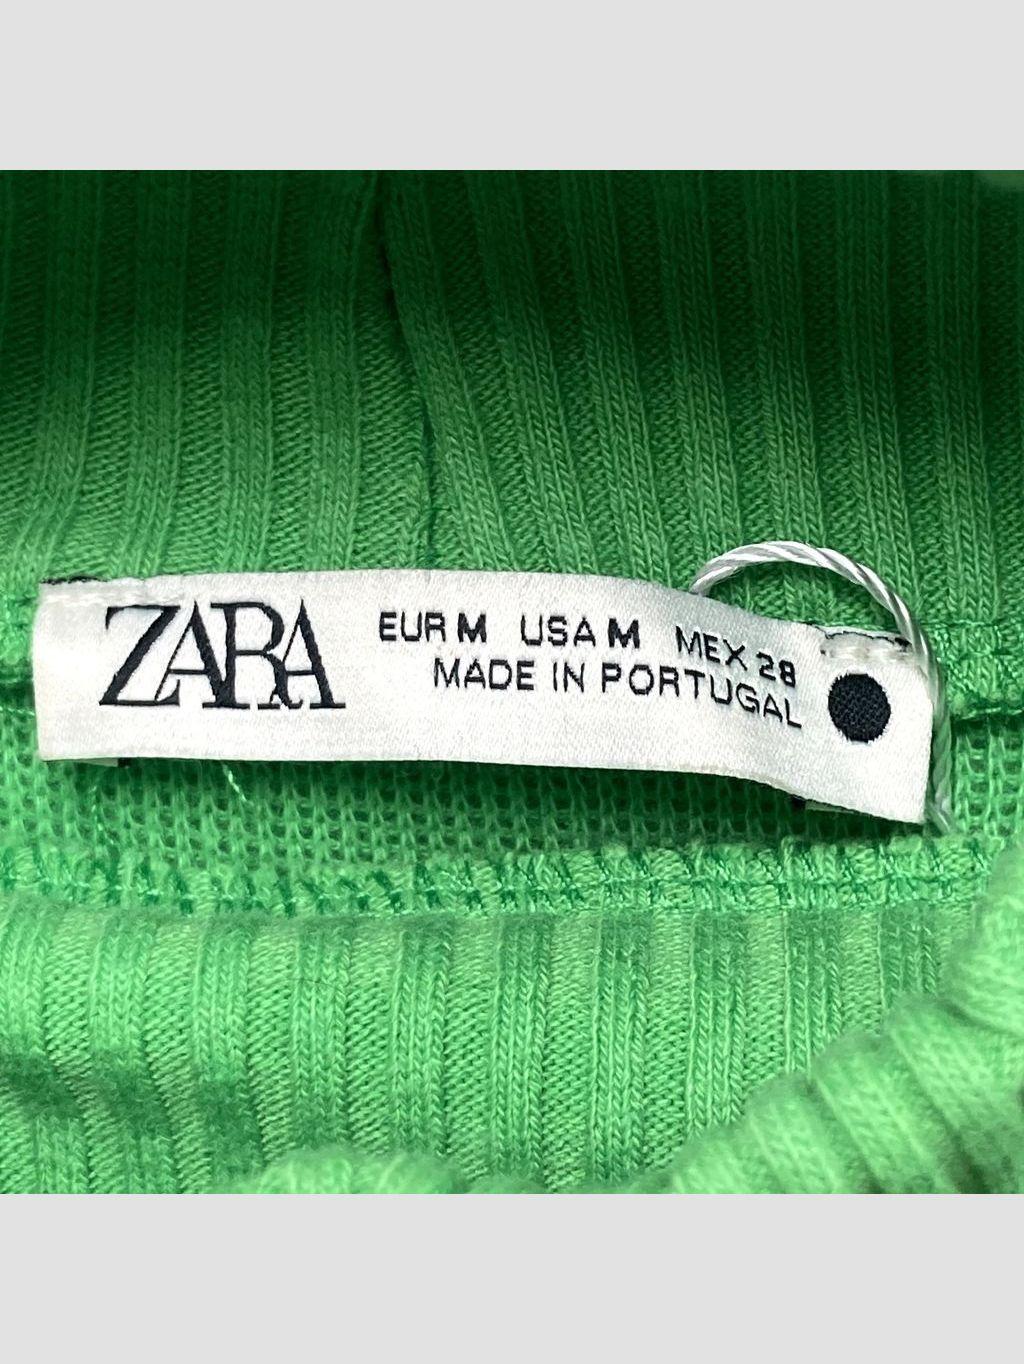 ZARA
EUR M USA M MEX 28
MADE IN PORTUGAL